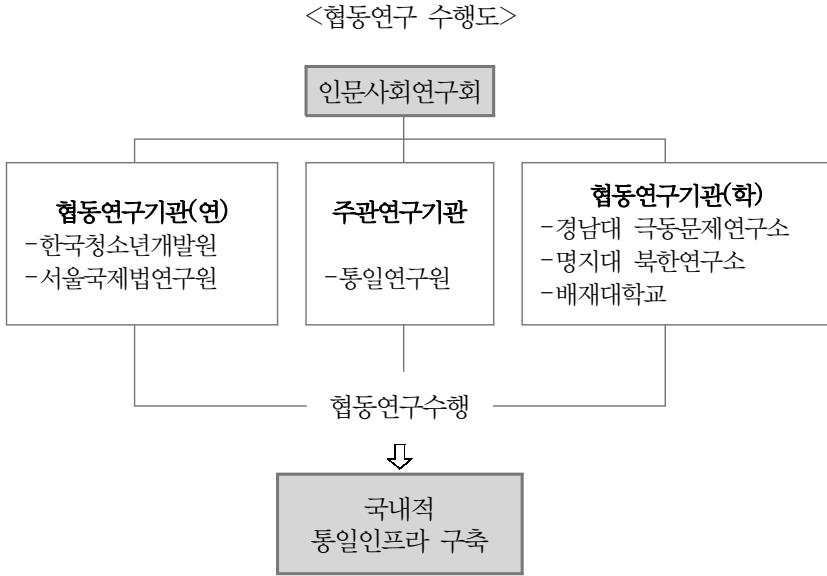 <협동연구 수행도>
인문사회연구회
협동연구기관(연)
-한국청소년개발원
-서울국제법연구원
주관연구기관
-통일연구원
협동연구기관(학)
-경남대 극동문제연구소
-명지대 북한연구소
-배재대학교
협동연구수행
국내적
통일인프라 구축